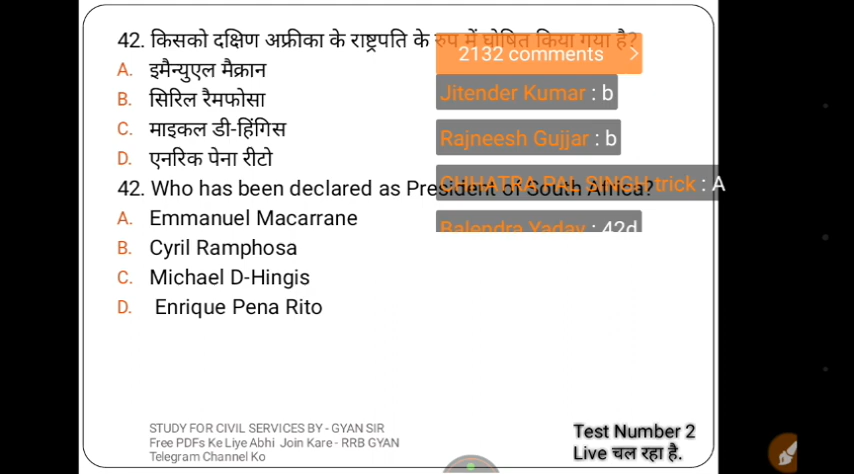 42. किसको दक्षिण अफ्रीका के राष्ट्रपति के रुप में घोषित किया गया है?
2132 comments
A. इमैन्युएल मैक्रान
B. सिरिल रैमफोसा
Jitender Kumar : b
C. माइकल डी-हिंगिस
Rajneesh Gujjar : b
D. एनरिक पेना रीटो
CHHATRA PAL SINGH trick : A
42. Who has been declared as President of South Africa?
A. Emmanuel Macarrane
Balendra Yadav : 42d
B. Cyril Ramphosa
C. Michael D-Hingis
D. Enrique Pena Rito
STUDY FOR CIVIL SERVICES BY - GYAN SIR
Free PDFs Ke Liye Abhi Join Kare - RRB GYAN
Telegram Channel Ko
Test Number 2
Live चल रहा है.